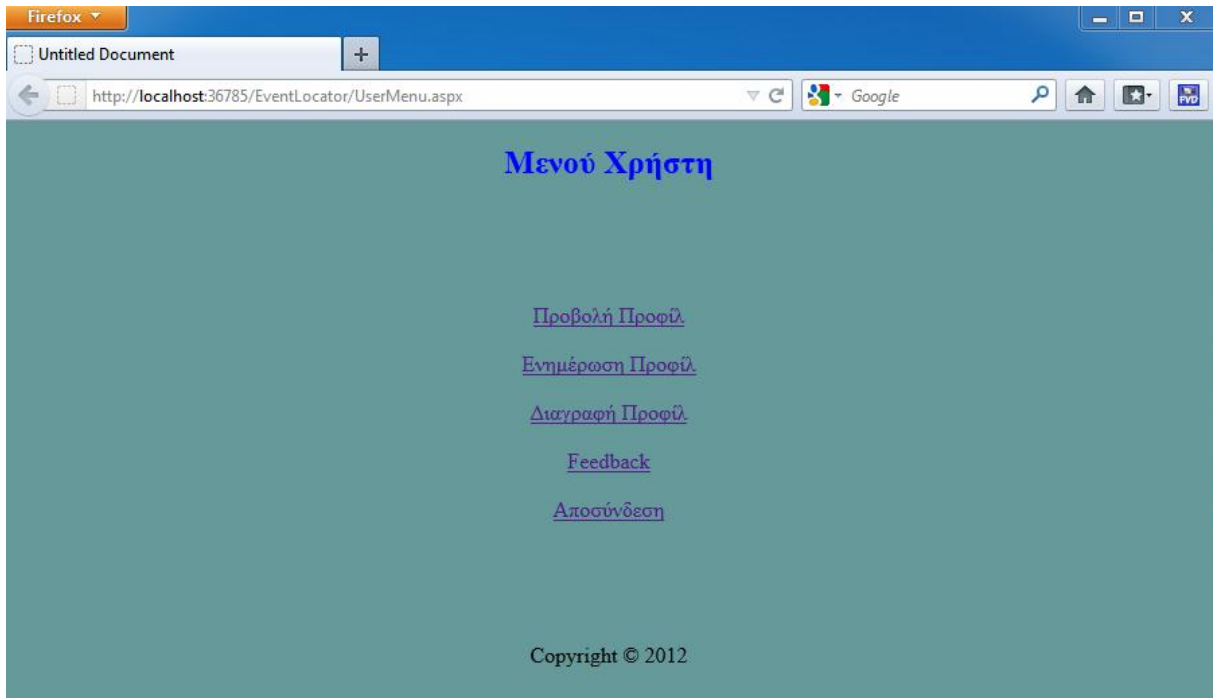 Firefox
Untitled Document
http://localhost:36785/EventLocator/UserMenu.aspx
Google
FVD
Μενού Χρήστη
Προβολή Προφίλ
Ενημέρωση Προφίλ
Διαγραφή Προφίλ
Feedback
Αποσύνδεση
Copyright © 2012